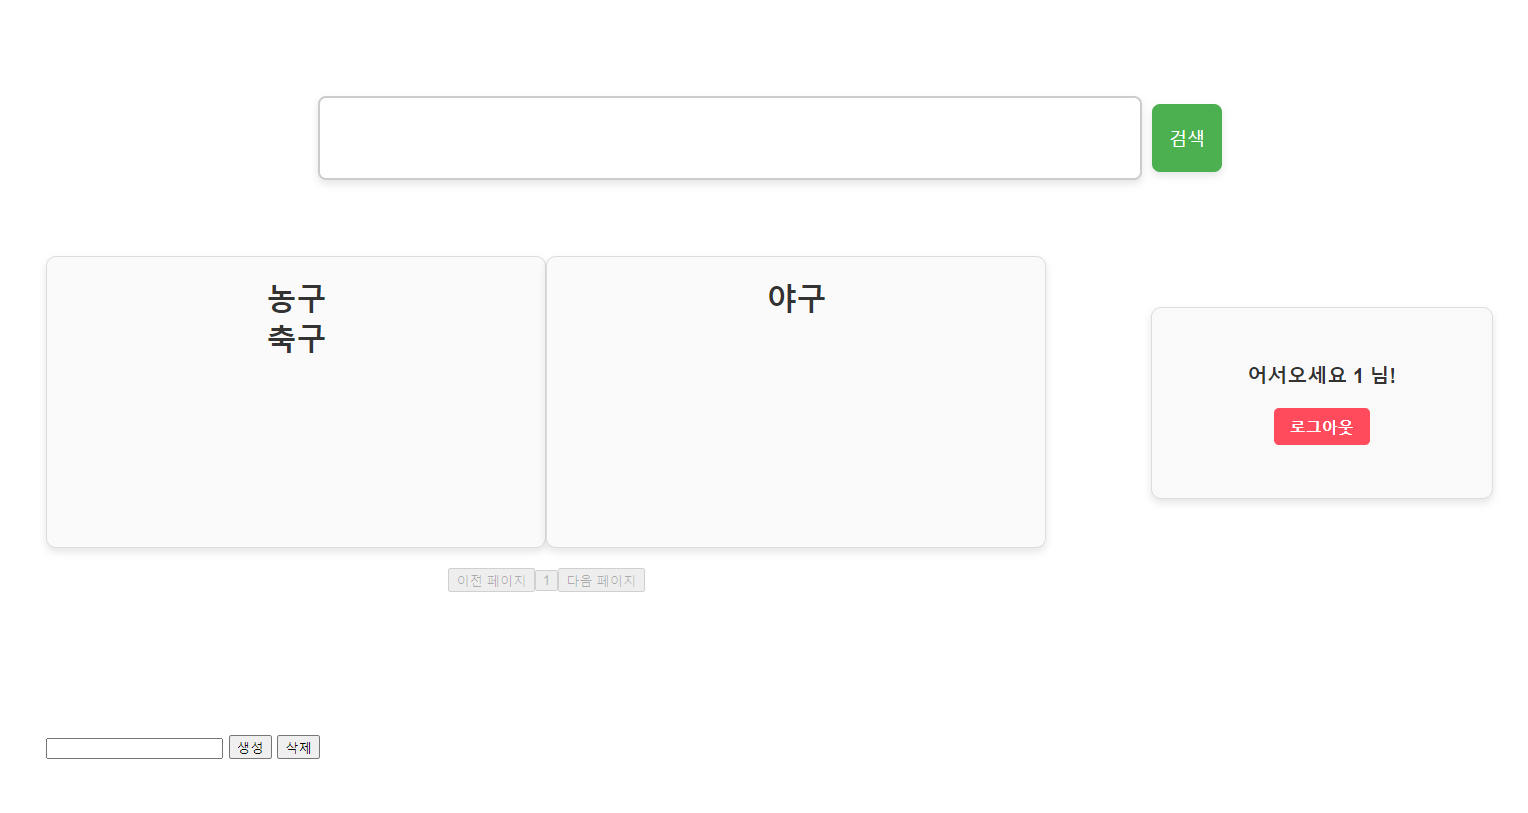 검색
농구
축구
야구
어서오세요 1 님!
로그아웃
이전 페이지 1 다음 페이지
생성 삭제